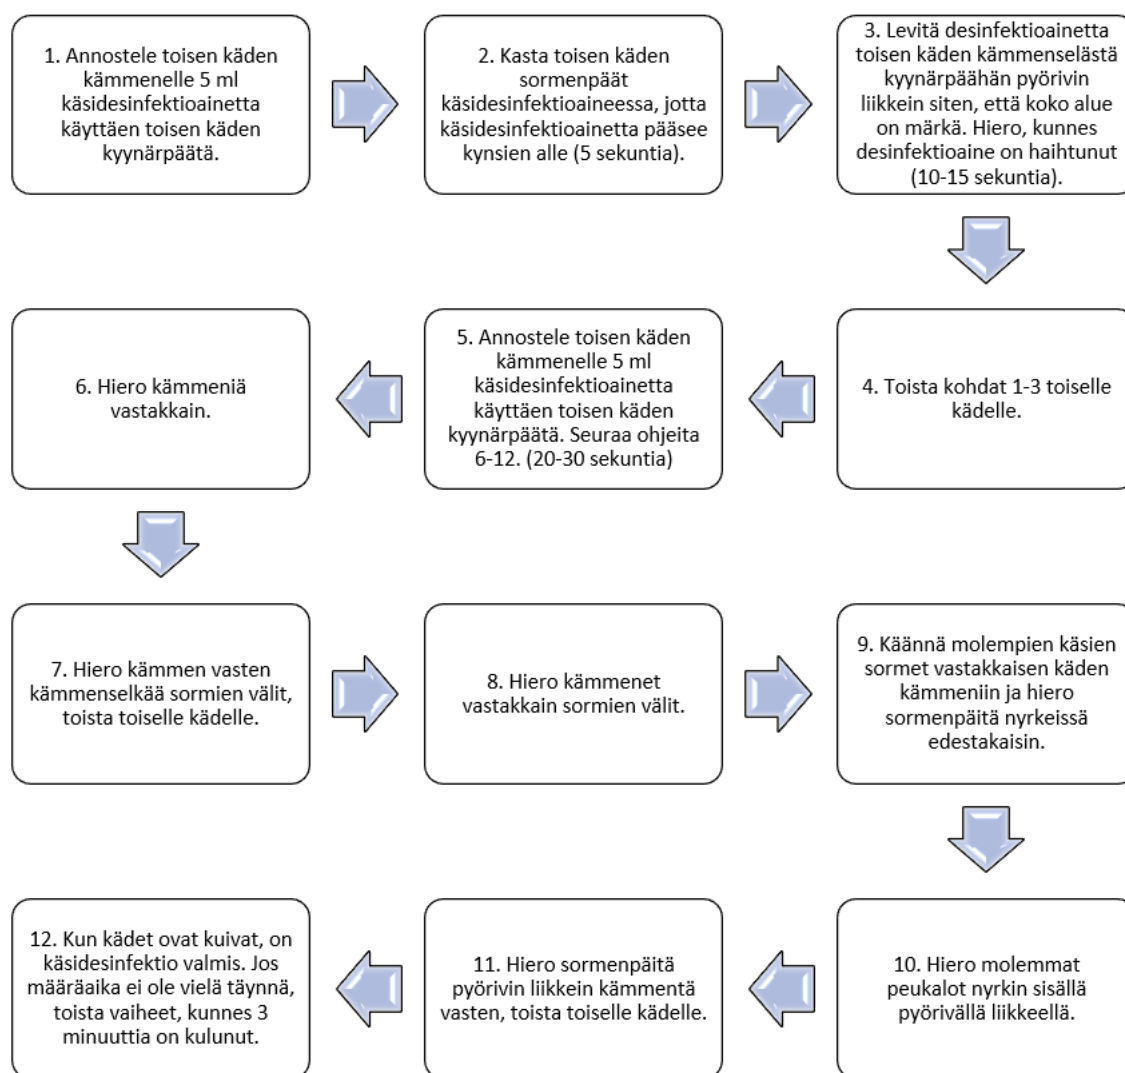 1. Annostele toisen käden
kämmenelle 5 ml
käsidesinfektioainetta
käyttäen toisen käden
kyynärpäätä.
2. Kasta toisen käden
sormenpäät
käsidesinfektioaineessa, jotta
käsidesinfektioainetta pääsee
kynsien alle (5 sekuntia).
3. Levitä desinfektioainetta
toisen käden kämmenselästä
kyynärpäähän pyörivin
liikkein siten, että koko alue
on märkä. Hiero, kunnes
desinfektioaine on haihtunut
(10-15 sekuntia).
4. Toista kohdat 1-3 toiselle
kädelle.
5. Annostele toisen käden
kämmenelle 5 ml
käsidesinfektioainetta
käyttäen toisen käden
kyynärpäätä. Seuraa ohjeita
6-12. (20-30 sekuntia)
6. Hiero kämmeniä
vastakkain.
7. Hiero kämmen vasten
kämmenselkää sormien välit,
toista toiselle kädelle.
8. Hiero kämmenet
vastakkain sormien välit.
9. Käännä molempien käsien
sormet vastakkaisen käden
kämmeniin ja hiero
sormenpäitä nyrkeissä
edestakaisin.
10. Hiero molemmat
peukalot nyrkin sisällä
pyörivällä liikkeellä.
11. Hiero sormenpäitä
pyörivin liikkein kämmentä
vasten, toista toiselle kädelle.
12. Kun kädet ovat kuivat, on
käsidesinfektio valmis. Jos
määräaika ei ole vielä täynnä,
toista vaiheet, kunnes 3
minuuttia on kulunut.